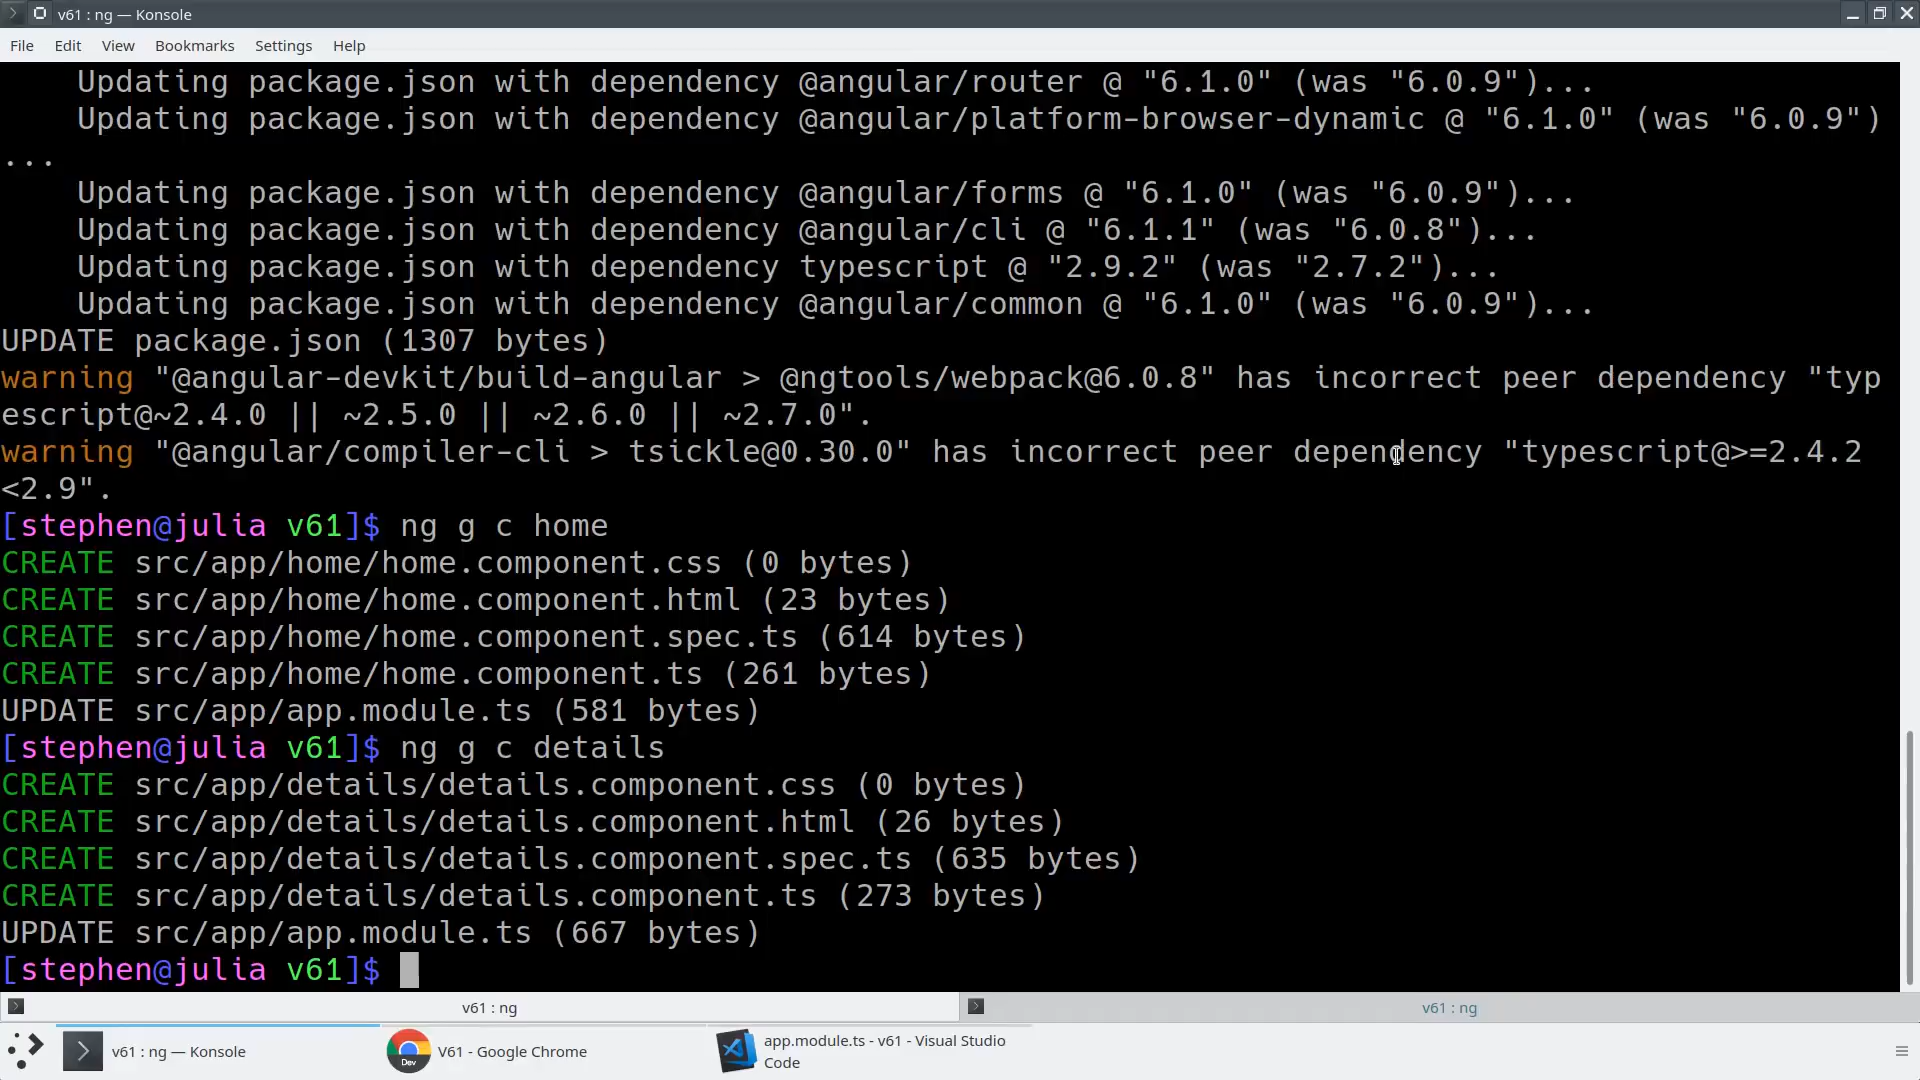 v61 : ng — Konsole
File Edit View Bookmarks Settings Help
Updating package.json with dependency @angular/router @ "6.1.0" (was "6.0.9")...
Updating package.json with dependency @angular/platform-browser-dynamic @ "6.1.0" (was "6.0.9")
...
Updating package.json with dependency @angular/forms @ "6.1.0" (was "6.0.9")...
Updating package.json with dependency @angular/cli @ "6.1.1" (was "6.0.8")...
Updating package.json with dependency typescript @ "2.9.2" (was "2.7.2")...
Updating package.json with dependency @angular/common @ "6.1.0" (was "6.0.9")...
UPDATE package.json (1307 bytes)
warning "@angular-devkit/build-angular > @ngtools/webpack@6.0.8" has incorrect peer dependency "typ
escript@~2.4.0 || ~2.5.0 || ~2.6.0 || ~2.7.0".
warning "@angular/compiler-cli > tsickle@0.30.0" has incorrect peer dependency "typescript@>=2.4.2
<2.9".
[stephen@julia v61]$ ng g c home
CREATE src/app/home/home.component.css (0 bytes)
CREATE src/app/home/home.component.html (23 bytes)
CREATE src/app/home/home.component.spec.ts (614 bytes)
CREATE src/app/home/home.component.ts (261 bytes)
UPDATE src/app/app.module.ts (581 bytes)
[stephen@julia v61]$ ng g c details
CREATE src/app/details/details.component.css (0 bytes)
CREATE src/app/details/details.component.html (26 bytes)
CREATE src/app/details/details.component.spec.ts (635 bytes)
CREATE src/app/details/details.component.ts (273 bytes)
UPDATE src/app/app.module.ts (667 bytes)
[stephen@julia v61]$
v61 : ng
v61 : ng
v61 : ng — Konsole
Dev
V61 - Google Chrome
app.module.ts - v61 - Visual Studio
Code